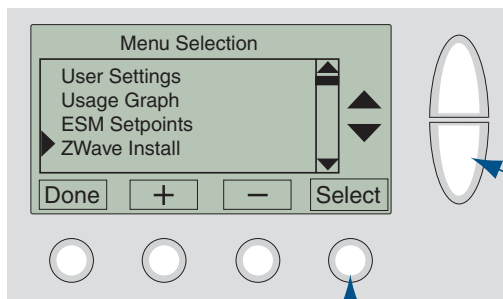 Menu Selection
User Settings
Usage Graph
ESM Setpoints
ZWave Install
Done + − Select